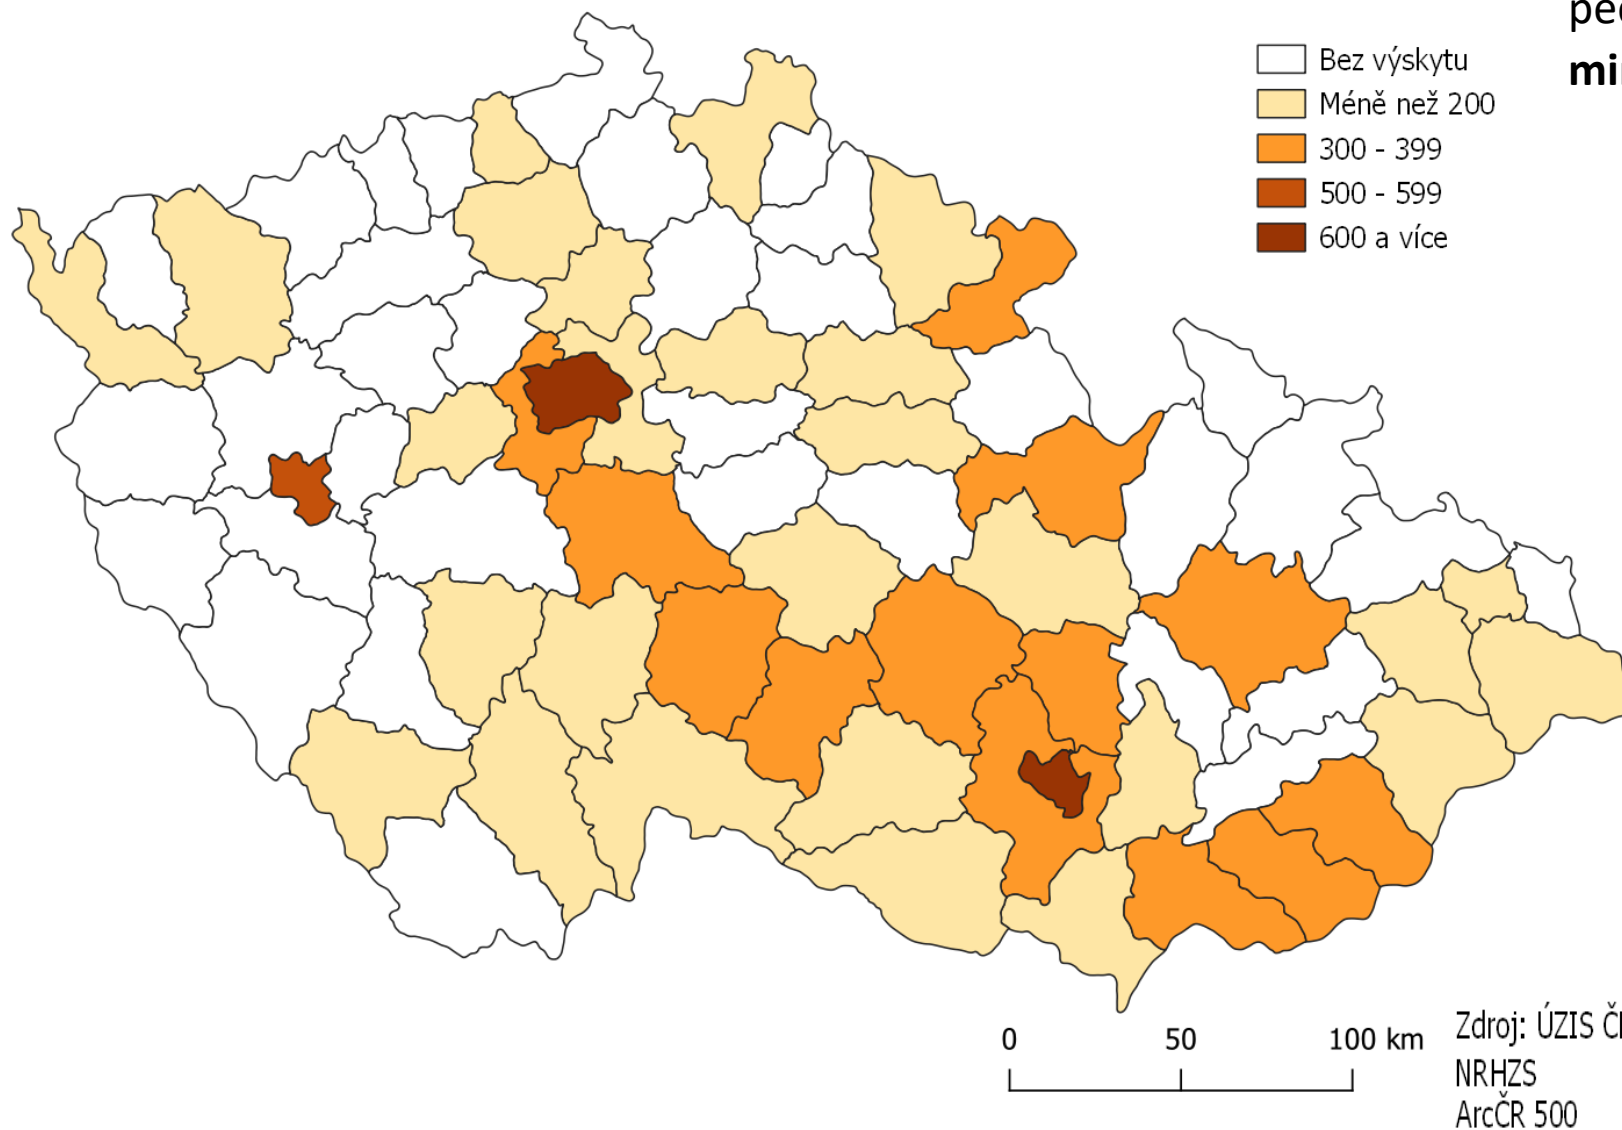 Bez výskytu
Méně než 200
300 - 399
500 - 599
600 a více
0 50 100 km
Zdroj: ÚZIS
NRHZS
ArcČR 500